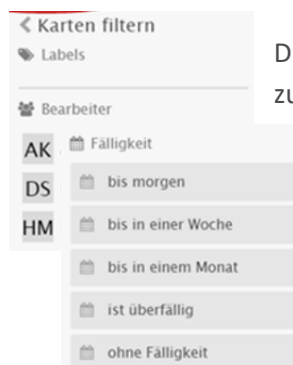 Karten filtern
Labels
D
zu
Bearbeiter
AK
DS
HM
Fälligkeit
bis morgen
bis in einer Woche
bis in einem Monat
ist überfällig
ohne Fälligkeit